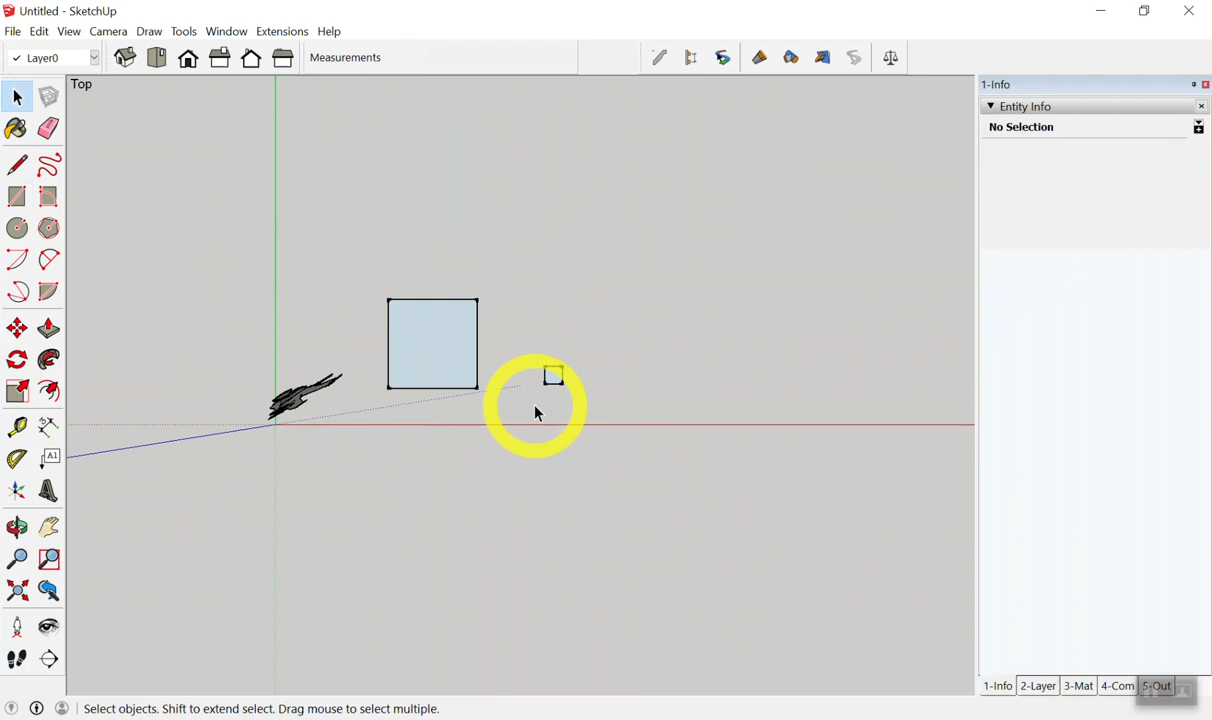 Untitled - SketchUp
File Edit View Camera Draw Tools Window Extensions Help
Layer0 Measurements
Top
1-Info
Entity Info
No Selection
A1
1-Info 2-Layer 3-Mat 4-Com 5-Out
Select objects. Shift to extend select. Drag mouse to select multiple.